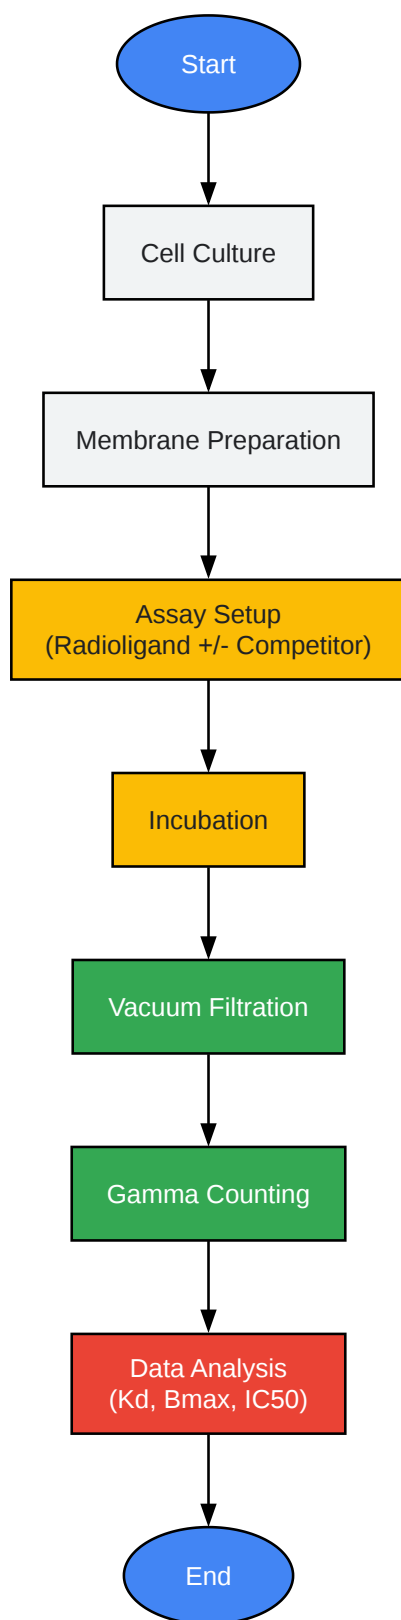 Start
Cell Culture
Membrane Preparation
Assay Setup
(Radioligand +/- Competitor)
Incubation
Vacuum Filtration
Gamma Counting
Data Analysis
(Kd, Bmax, IC50)
End